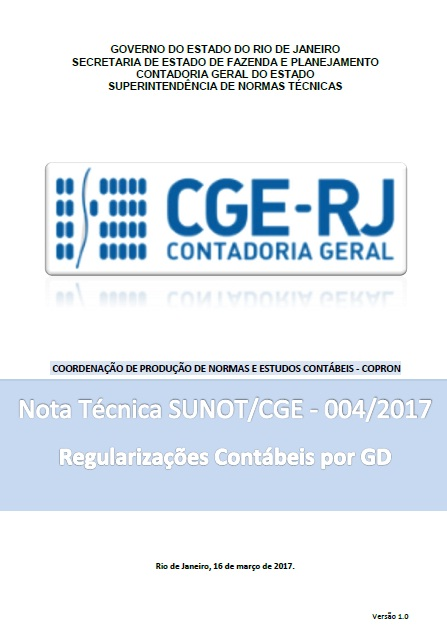 GOVERNO DO ESTADO DO RIO DE JANEIRO
SECRETARIA DE ESTADO DE FAZENDA E PLANEJAMENTO
CONTADORIA GERAL DO ESTADO
SUPERINTENDÊNCIA DE NORMAS TÉCNICAS
CGE-RJ
CONTADORIA GERAL
COORDENAÇÃO DE PRODUÇÃO DE NORMAS E ESTUDOS CONTÁBEIS - COPRON
Nota Técnica SUNOT/CGE - 004/2017
Regularizações Contábeis por GD
Rio de Janeiro, 16 de março de 2017.
Versão 1.0